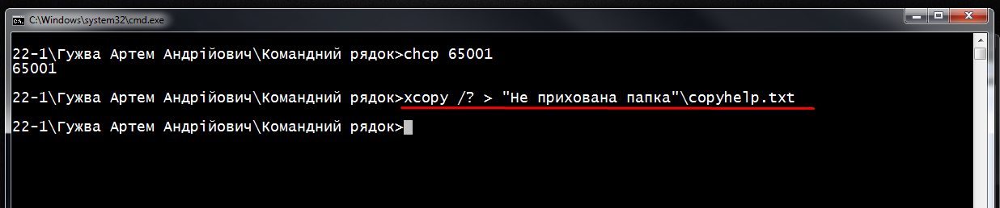 C:\Windows\system32\cmd.exe
22-1\Гужва Артем Андрійович\Командний рядок>chcp 65001
65001
22-1\Гужва Артем Андрійович\Командний рядок>xcopy /? > "Не прихована папка"\copyhelp.txt
22-1\Гужва Артем Андрійович\Командний рядок>